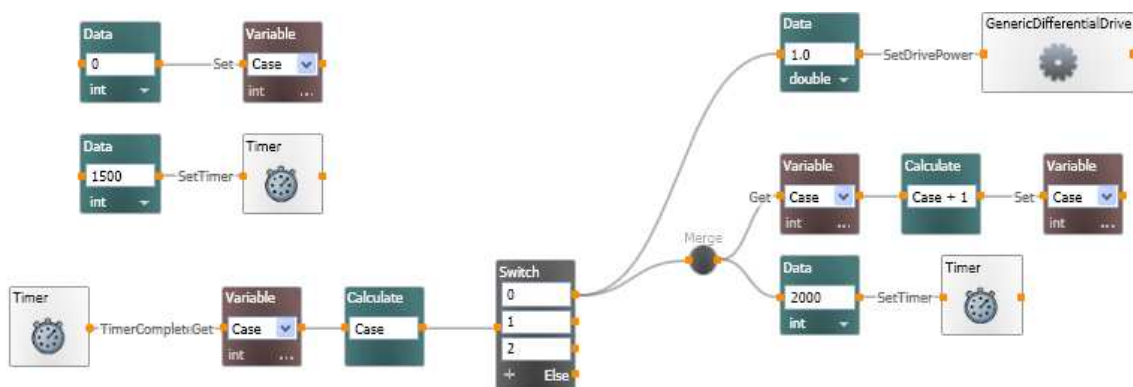 Data
0
int
Set
Variable
Case
int ...
Data
1500
int
SetTimer
Timer
Timer
TimerComplet
Get
Variable
Case
int ...
Calculate
Case
Switch
0
1
2
+ Else
Merge
Data
1.0
double
SetDrivePower
GenericDifferentialDrive
Get
Variable
Case
int ...
Calculate
Case + 1
Set
Variable
Case
int ...
Data
2000
int
SetTimer
Timer